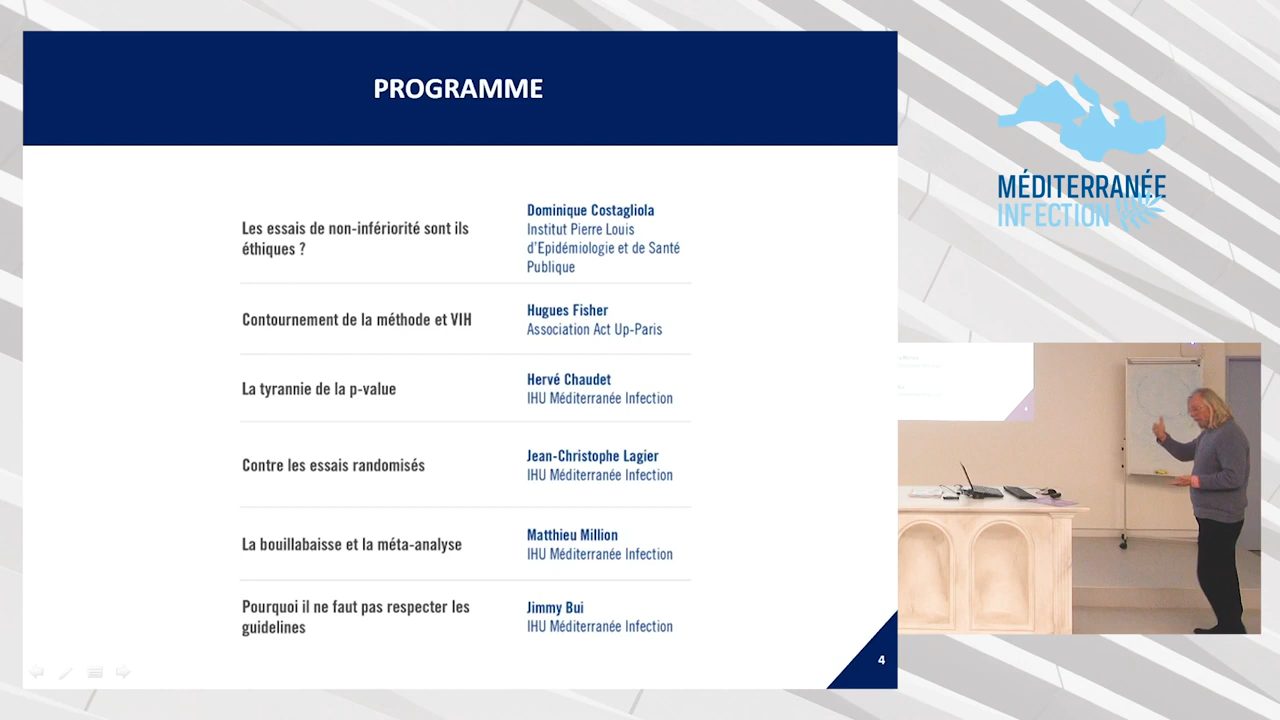 PROGRAMME
Les essais de non-infériorité sont ils
éthiques ?
Dominique Costagliola
Institut Pierre Louis
d'Epidémiologie et de Santé
Publique
Contournement de la méthode et VIH
Hugues Fisher
Association Act Up-Paris
La tyrannie de la p-value
Hervé Chaudet
IHU Méditerranée Infection
Contre les essais randomisés
Jean-Christophe Lagier
IHU Méditerranée Infection
La bouillabaisse et la méta-analyse
Matthieu Million
IHU Méditerranée Infection
Pourquoi il ne faut pas respecter les
guidelines
Jimmy Bui
IHU Méditerranée Infection
4
MÉDITERRANÉE
INFECTION